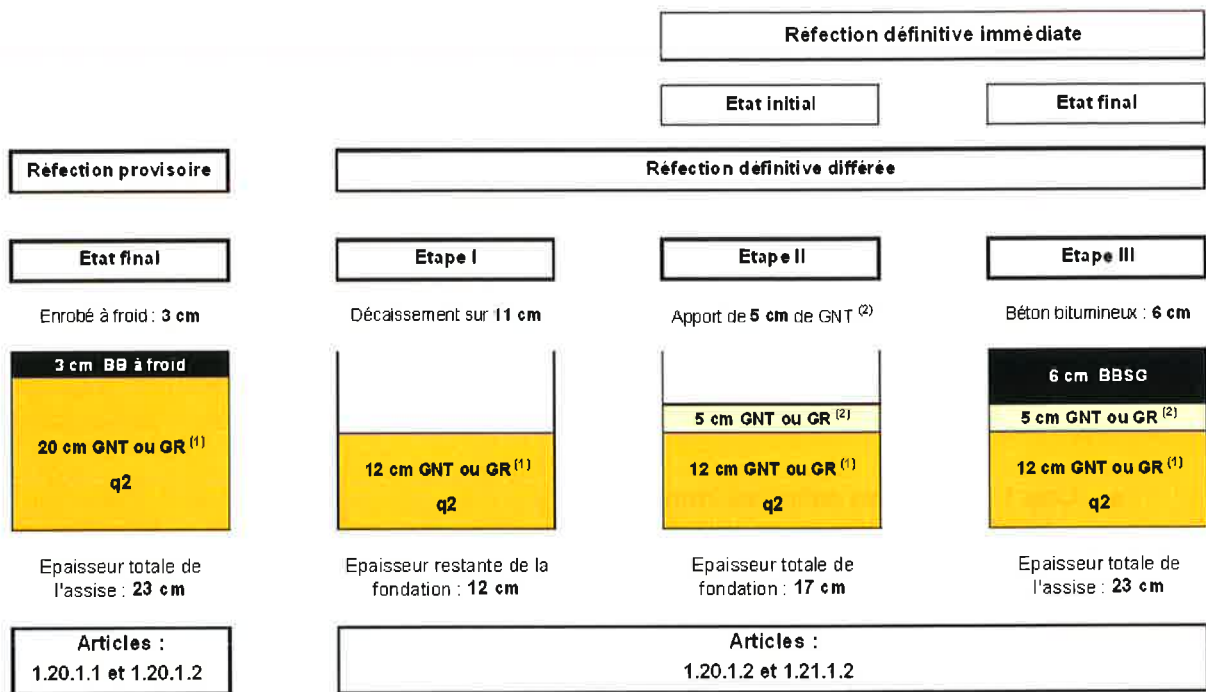 Réfection définitive immédiate
Etat initial
Etat final
Réfection provisoire
Réfection définitive différée
Etat final
Etape I
Etape II
Etape III
Enrobé à froid : 3 cm
Décaissement sur 11 cm
Apport de 5 cm de GNT (2)
Béton bitumineux : 6 cm
3 cm BB à froid
6 cm BBSG
5 cm GNT ou GR (2)
5 cm GNT ou GR (2)
20 cm GNT ou GR (1)
q2
12 cm GNT ou GR (1)
q2
12 cm GNT ou GR (1)
q2
12 cm GNT ou GR (1)
q2
Epaisseur totale de
l'assise : 23 cm
Epaisseur restante de la
fondation : 12 cm
Epaisseur totale de
fondation : 17 cm
Epaisseur totale de
l'assise : 23 cm
Articles :
1.20.1.1 et 1.20.1.2
Articles :
1.20.1.2 et 1.21.1.2